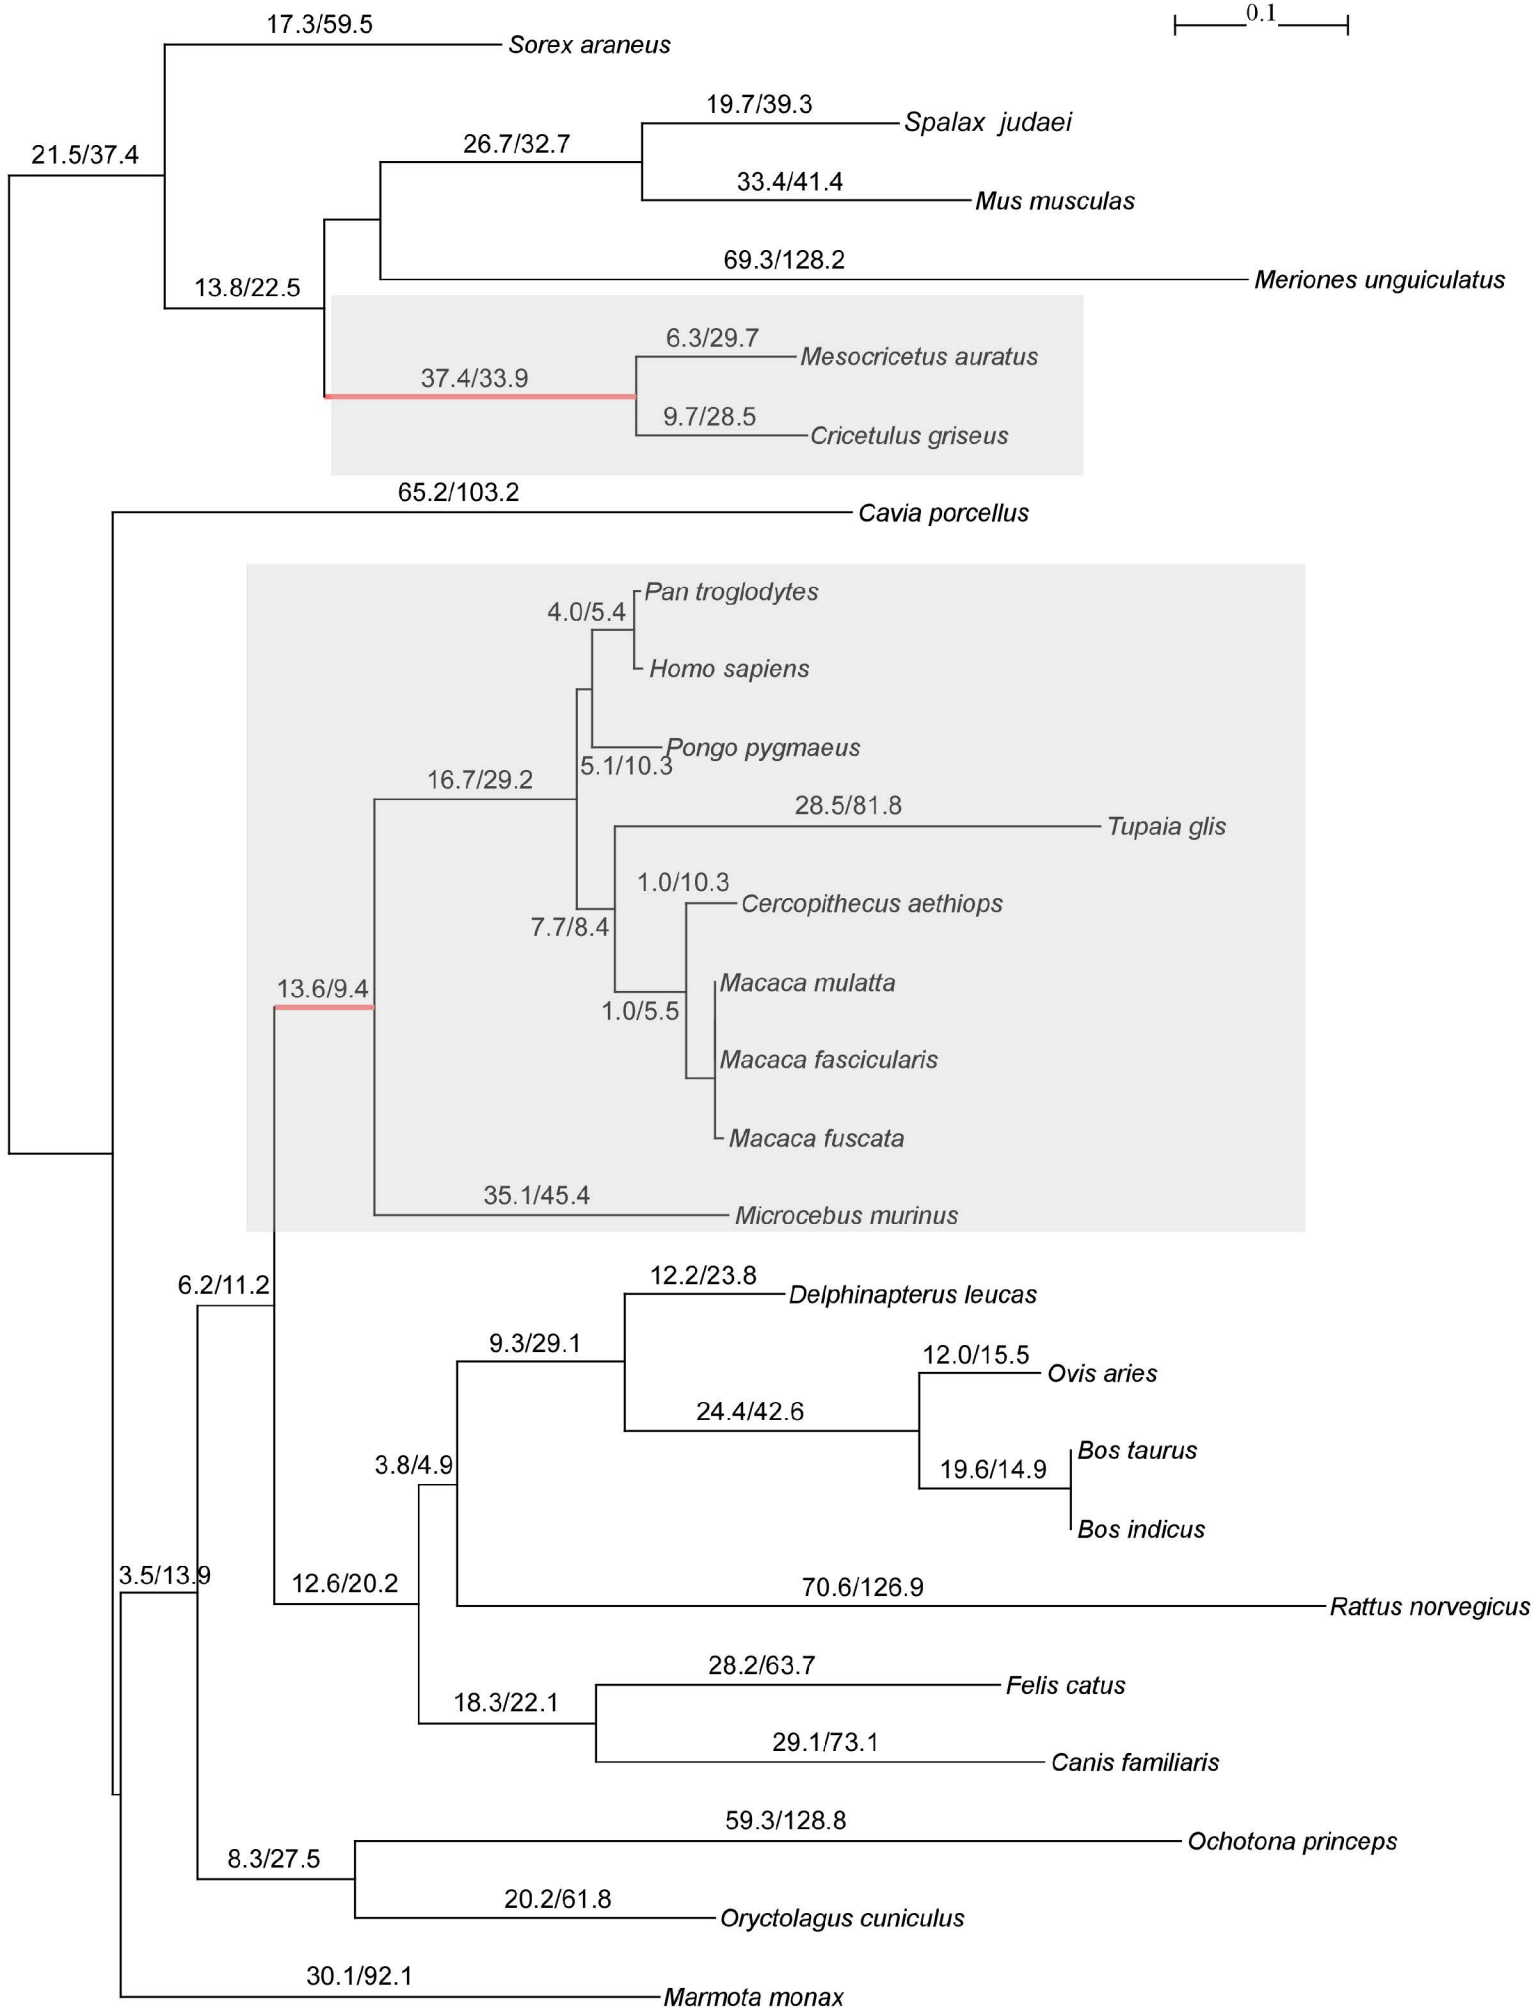 0.1
17.3/59.5
Sorex araneus
19.7/39.3
Spalax judaei
26.7/32.7
21.5/37.4
33.4/41.4
Mus musculas
69.3/128.2
Meriones unguiculatus
13.8/22.5
6.3/29.7
Mesocricetus auratus
37.4/33.9
9.7/28.5
Cricetulus griseus
65.2/103.2
Cavia porcellus
Pan troglodytes
4.0/5.4
Homo sapiens
Pongo pygmaeus
5.1/10.3
16.7/29.2
28.5/81.8
Tupaia glis
1.0/10.3
Cercopithecus aethiops
7.7/8.4
Macaca mulatta
13.6/9.4
1.0/5.5
Macaca fascicularis
Macaca fuscata
35.1/45.4
Microcebus murinus
6.2/11.2
12.2/23.8
Delphinapterus leucas
9.3/29.1
12.0/15.5
Ovis aries
24.4/42.6
Bos taurus
3.8/4.9
19.6/14.9
Bos indicus
3.5/13.9
12.6/20.2
70.6/126.9
Rattus norvegicus
28.2/63.7
Felis catus
18.3/22.1
29.1/73.1
Canis familiaris
59.3/128.8
Ochotona princeps
8.3/27.5
20.2/61.8
Oryctolagus cuniculus
30.1/92.1
Marmota monax